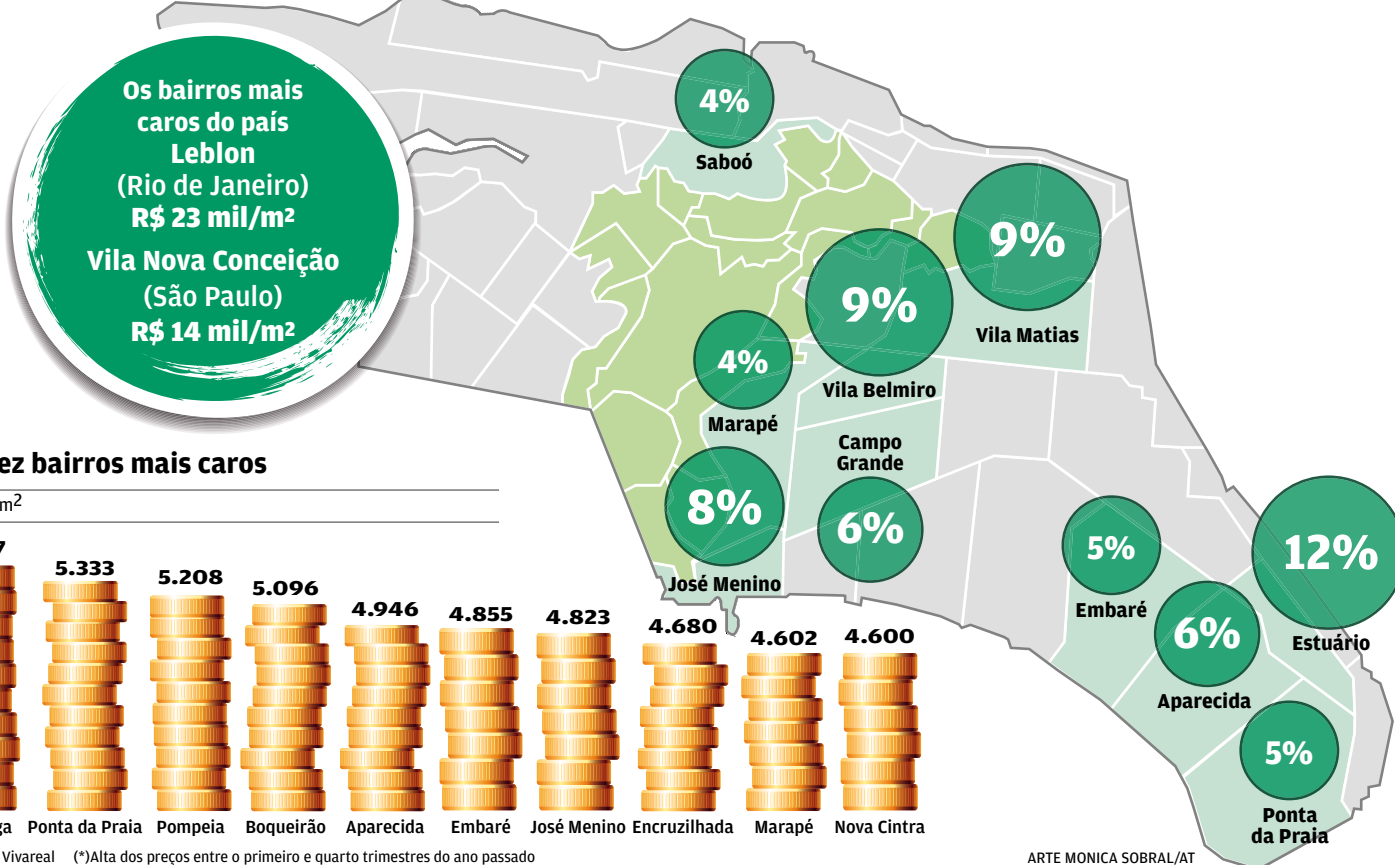 Os bairros mais
caros do país
Leblon
(Rio de Janeiro)
R$ 23 mil/m²
Vila Nova Conceição
(São Paulo)
R$ 14 mil/m²
4%
Saboó
9%
Vila Matias
9%
Vila Belmiro
4%
Marapé
Campo
Grande
6%
8%
José Menino
5%
Embaré
12%
Estuário
6%
Aparecida
5%
Ponta
da Praia
ez bairros mais caros
m²
7
5.333
5.208
5.096
4.946
4.855
4.823
4.680
4.602
4.600
ga Ponta da Praia Pompeia Boqueirão Aparecida Embaré José Menino Encruzilhada Marapé Nova Cintra
Vivareal (*)Alta dos preços entre o primeiro e quarto trimestres do ano passado
ARTE MONICA SOBRAL/AT